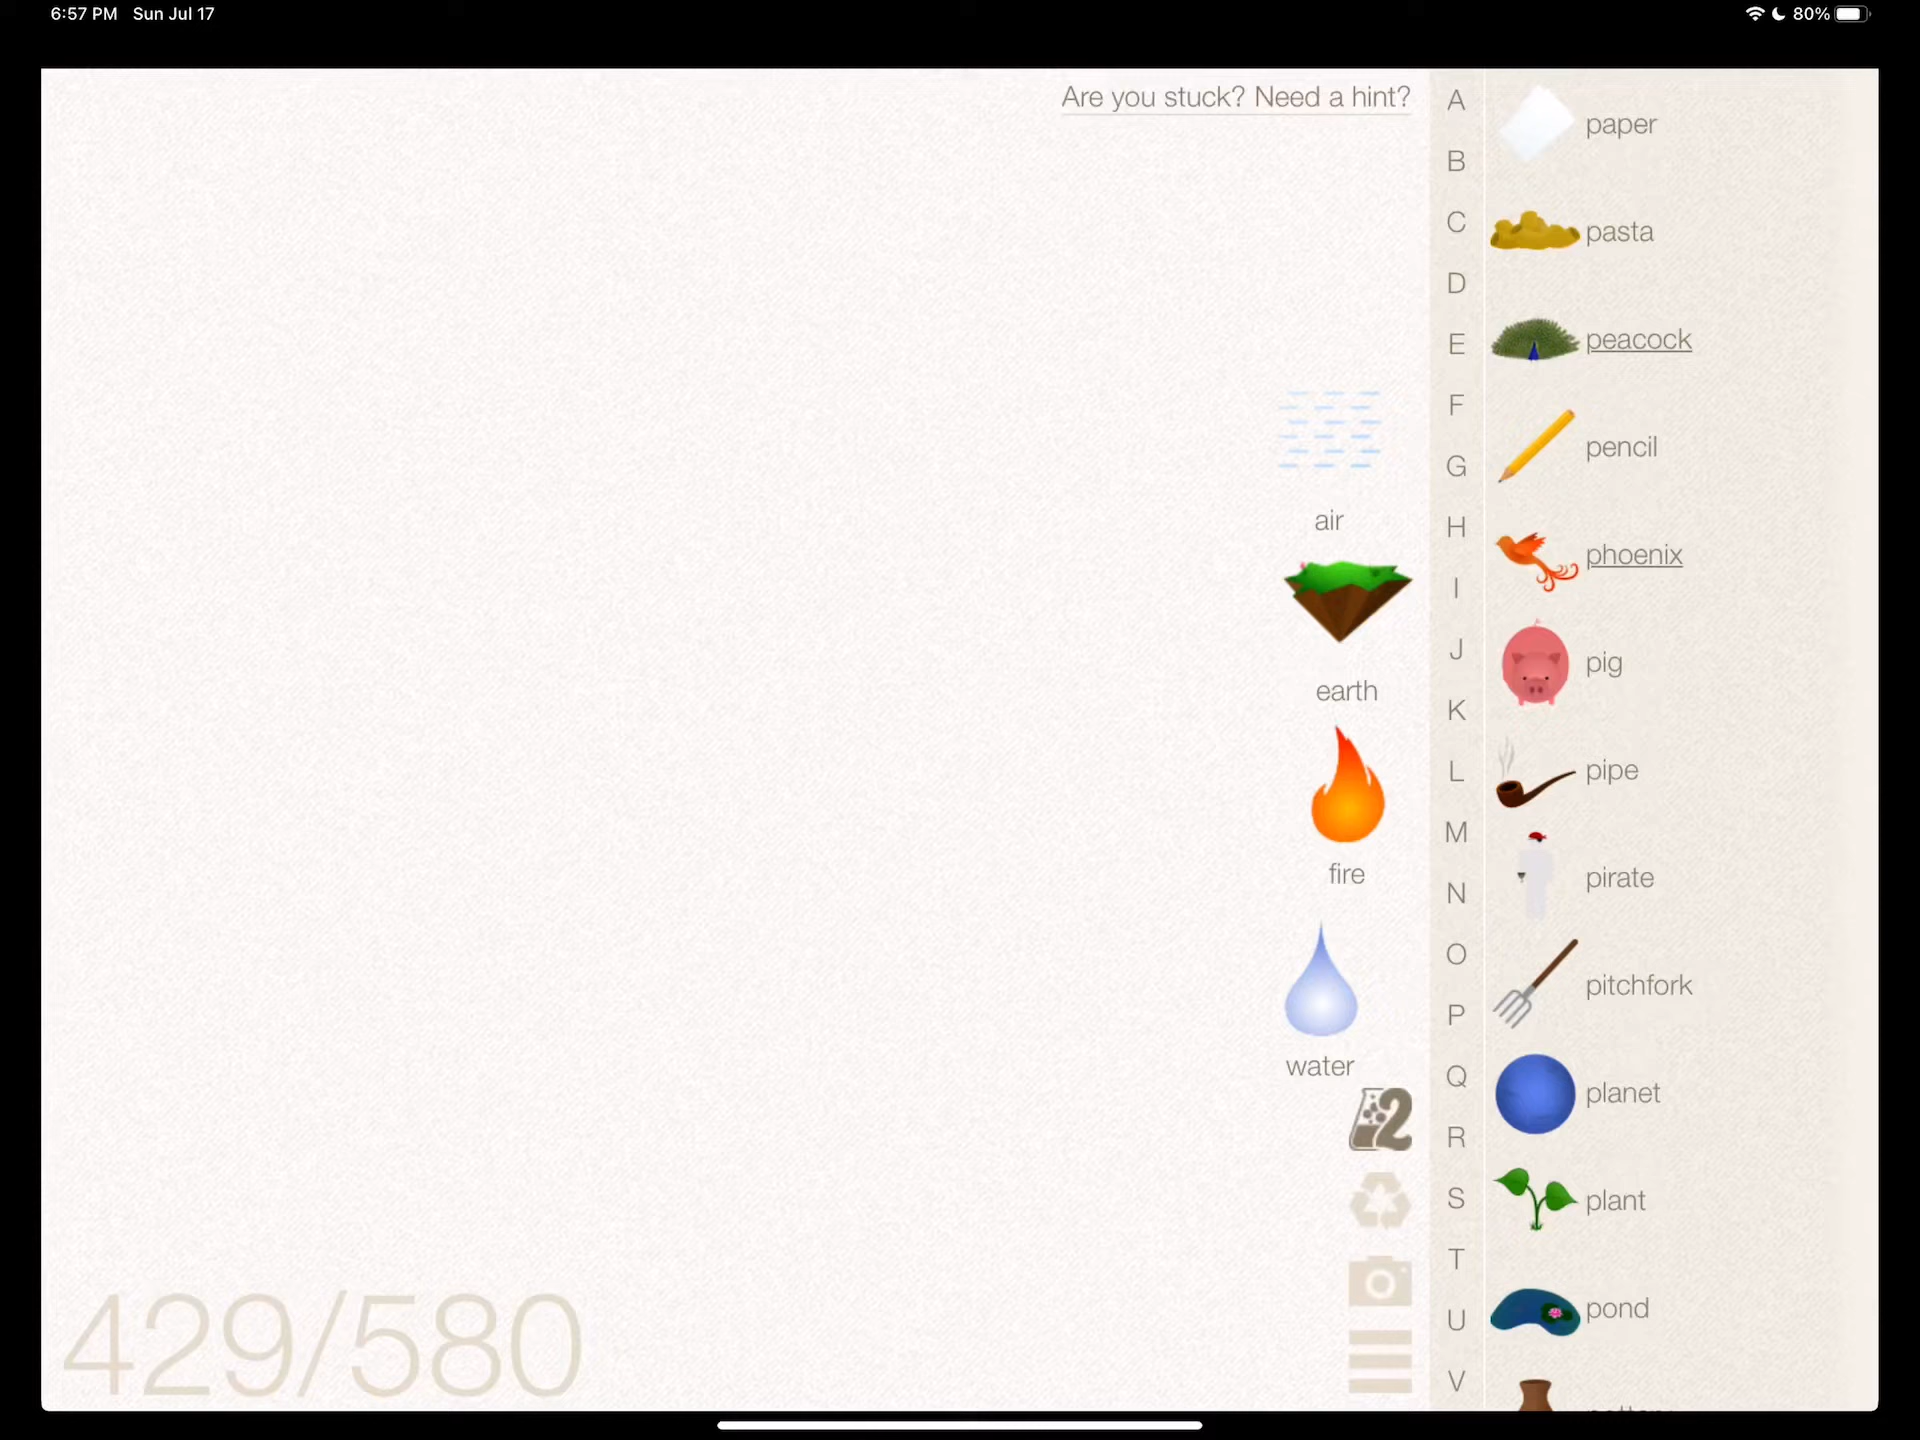 6:57 PM Sun Jul 17
80%
Are you stuck? Need a hint?
air
earth
fire
water
2
429/580
A
B
C
D
E
F
G
H
I
J
K
L
M
N
O
P
Q
R
S
T
U
V
paper
pasta
peacock
pencil
phoenix
pig
pipe
pirate
pitchfork
planet
plant
pond